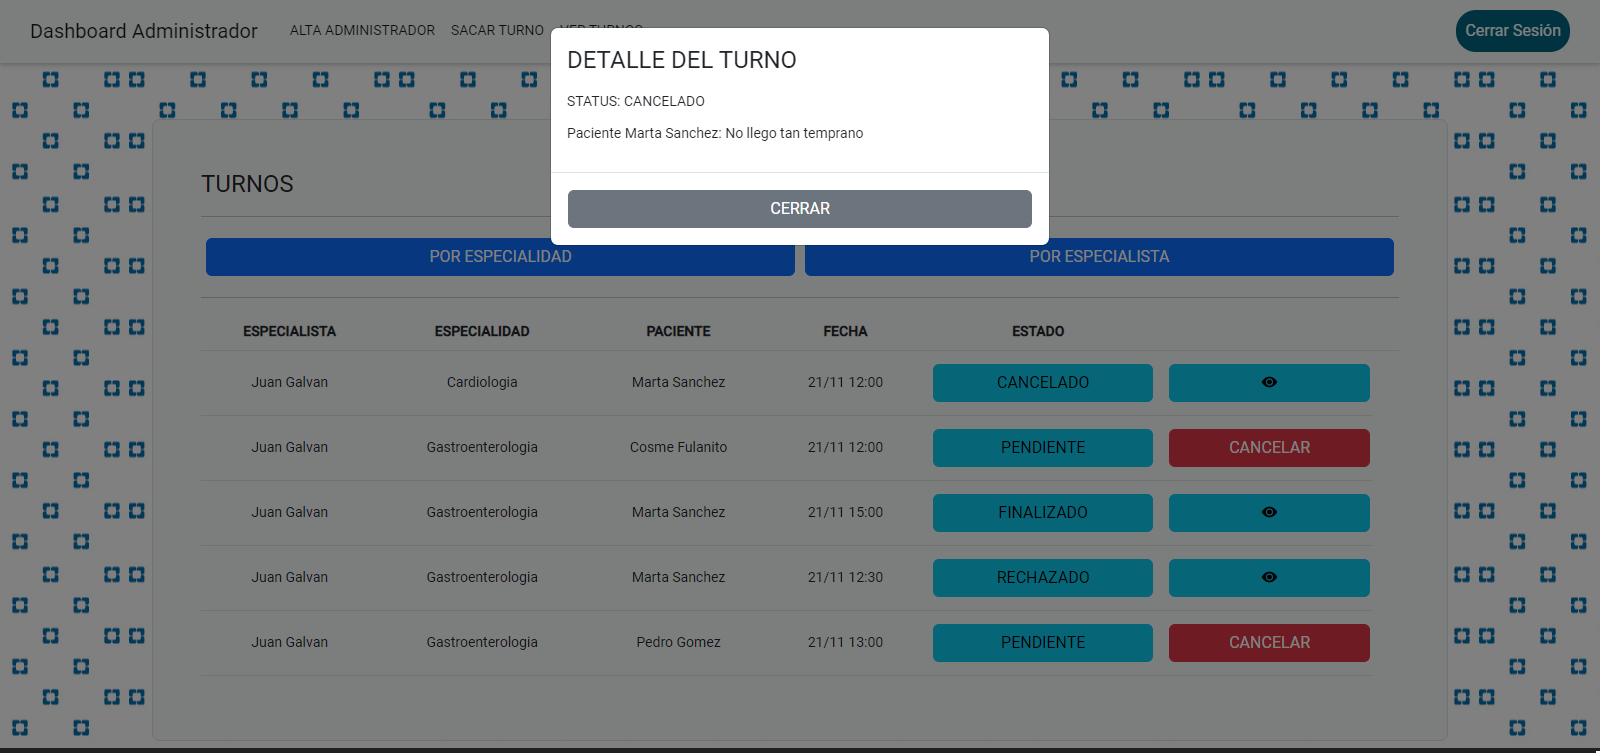 Dashboard Administrador ALTA ADMINISTRADOR SACAR TURNO VER TURNOS Cerrar Sesión
DETALLE DEL TURNO
STATUS: CANCELADO
Paciente Marta Sanchez: No llego tan temprano
CERRAR
TURNOS
POR ESPECIALIDAD POR ESPECIALISTA
ESPECIALISTA ESPECIALIDAD PACIENTE FECHA ESTADO
Juan Galvan Cardiologia Marta Sanchez 21/11 12:00 CANCELADO
Juan Galvan Gastroenterologia Cosme Fulanito 21/11 12:00 PENDIENTE CANCELAR
Juan Galvan Gastroenterologia Marta Sanchez 21/11 15:00 FINALIZADO
Juan Galvan Gastroenterologia Marta Sanchez 21/11 12:30 RECHAZADO
Juan Galvan Gastroenterologia Pedro Gomez 21/11 13:00 PENDIENTE CANCELAR